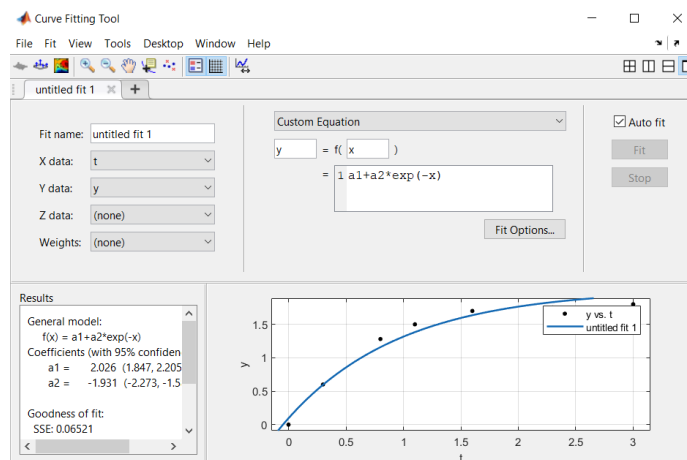 Curve Fitting Tool
File Fit View Tools Desktop Window Help
untitled fit 1
Fit name: untitled fit 1
X data: t
Y data: y
Z data: (none)
Weights: (none)
Custom Equation
y = f( x )
= 1 a1+a2*exp(-x)
Fit Options...
Auto fit
Fit
Stop
Results
General model:
f(x) = a1+a2*exp(-x)
Coefficients (with 95% confiden
a1 = 2.026 (1.847, 2.205
a2 = -1.931 (-2.273, -1.5
Goodness of fit:
SSE: 0.06521
y vs. t
untitled fit 1
1.5
1
0.5
0
y
0 0.5 1 1.5 2 2.5 3
t